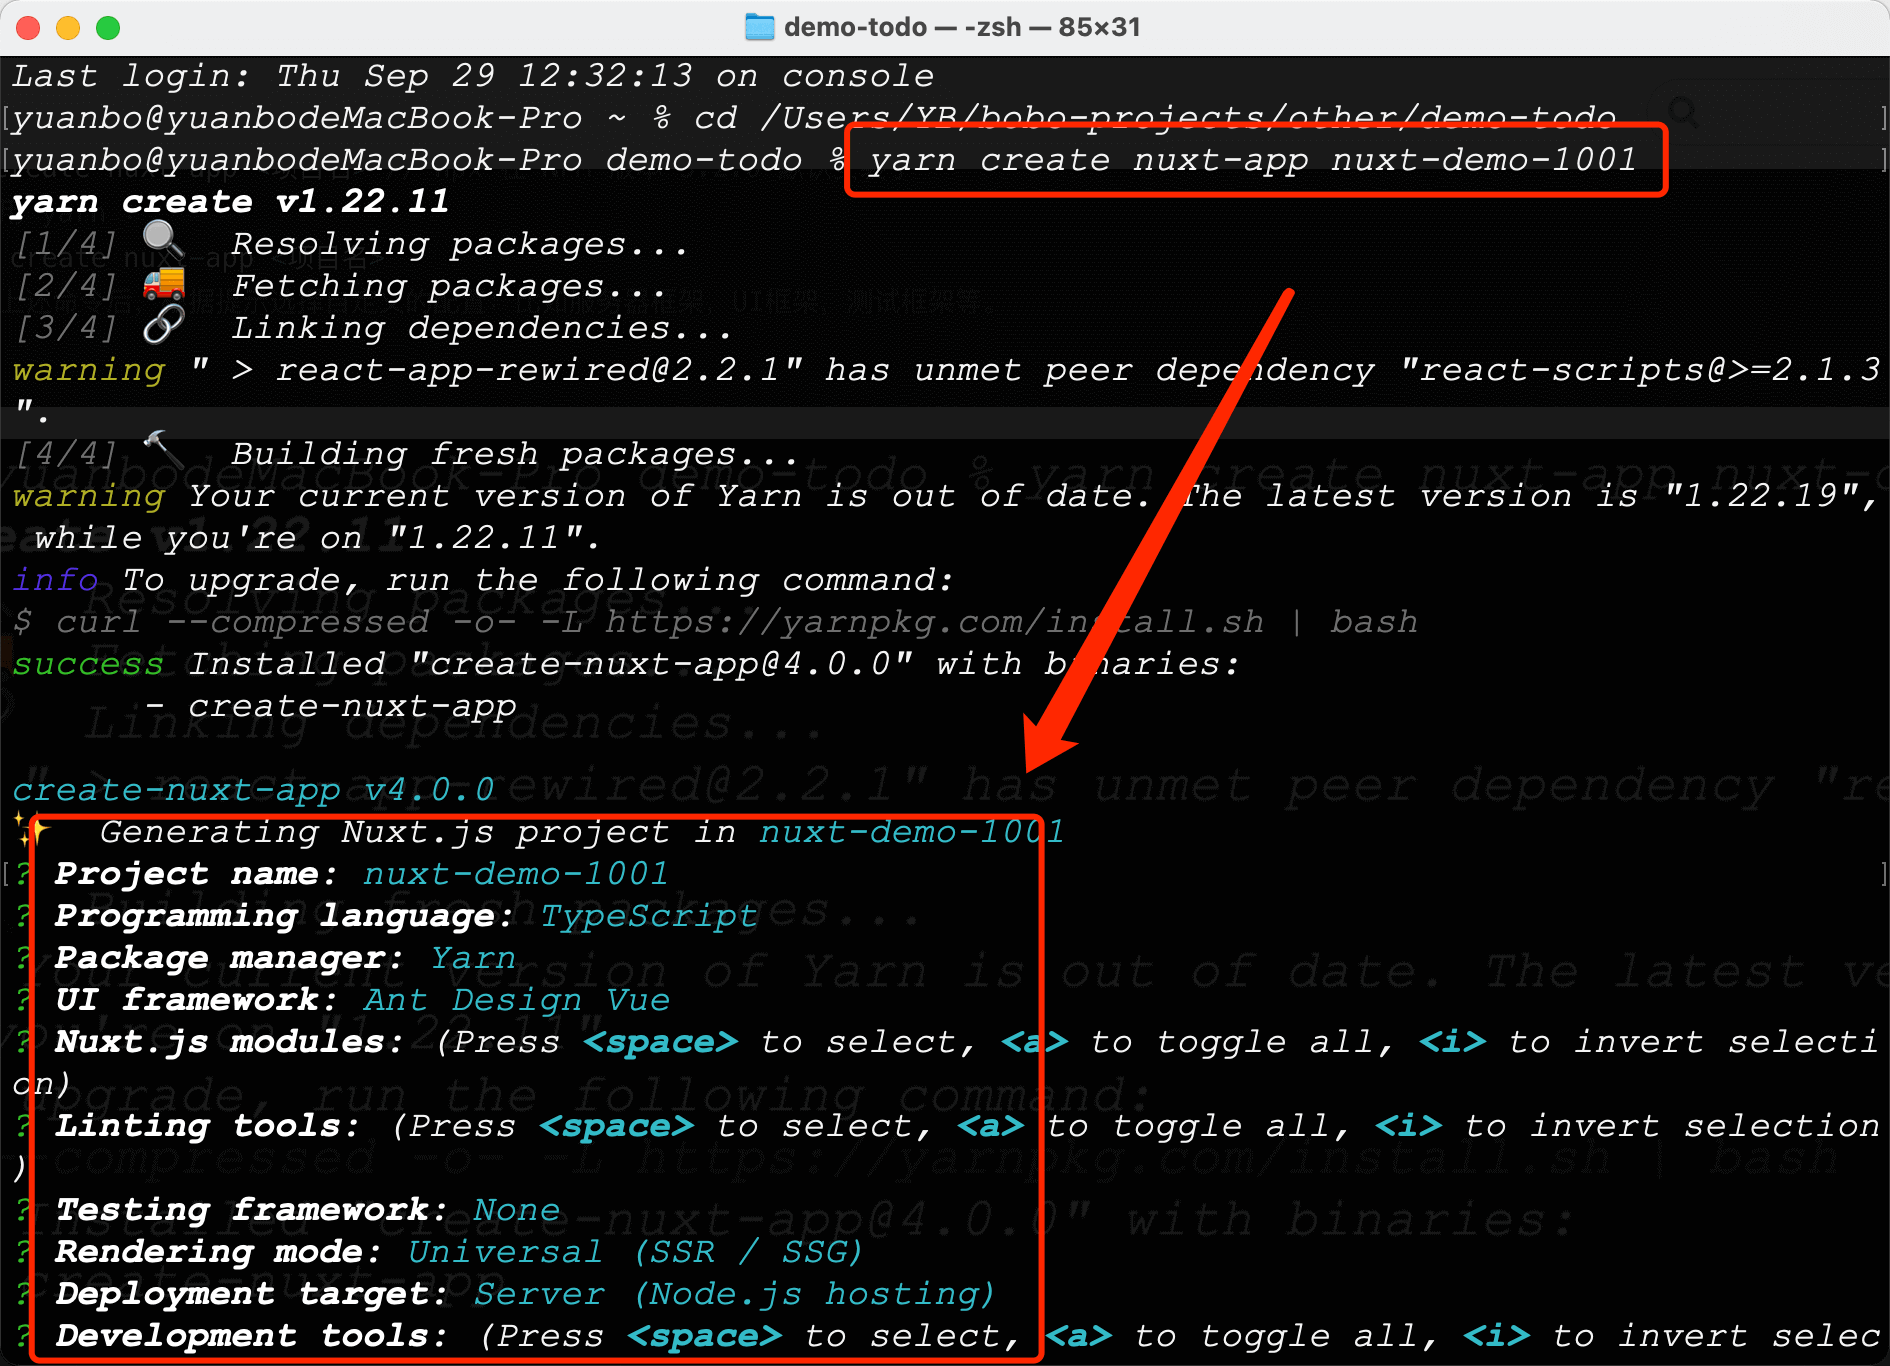 demo-todo — -zsh — 85×31
Last login: Thu Sep 29 12:32:13 on console
[yuanbo@yuanbodeMacBook-Pro ~ % cd /Users/YB/bobo-projects/other/demo-todo ]
[yuanbo@yuanbodeMacBook-Pro demo-todo % yarn create nuxt-app nuxt-demo-1001 ]
yarn create v1.22.11
[1/4] 🔍 Resolving packages...
[2/4] 🚚 Fetching packages...
[3/4] 🔗 Linking dependencies...
warning " > react-app-rewired@2.2.1" has unmet peer dependency "react-scripts@>=2.1.3
".
[4/4] 🔨 Building fresh packages...
warning Your current version of Yarn is out of date. The latest version is "1.22.19",
while you're on "1.22.11".
info To upgrade, run the following command:
$ curl --compressed -o- -L https://yarnpkg.com/install.sh | bash
success Installed "create-nuxt-app@4.0.0" with binaries:
- create-nuxt-app
create-nuxt-app v4.0.0
✨ Generating Nuxt.js project in nuxt-demo-1001
[? Project name: nuxt-demo-1001 ]
? Programming language: TypeScript
? Package manager: Yarn
? UI framework: Ant Design Vue
? Nuxt.js modules: (Press <space> to select, <a> to toggle all, <i> to invert selecti
on)
? Linting tools: (Press <space> to select, <a> to toggle all, <i> to invert selection
)
? Testing framework: None
? Rendering mode: Universal (SSR / SSG)
? Deployment target: Server (Node.js hosting)
? Development tools: (Press <space> to select, <a> to toggle all, <i> to invert selec